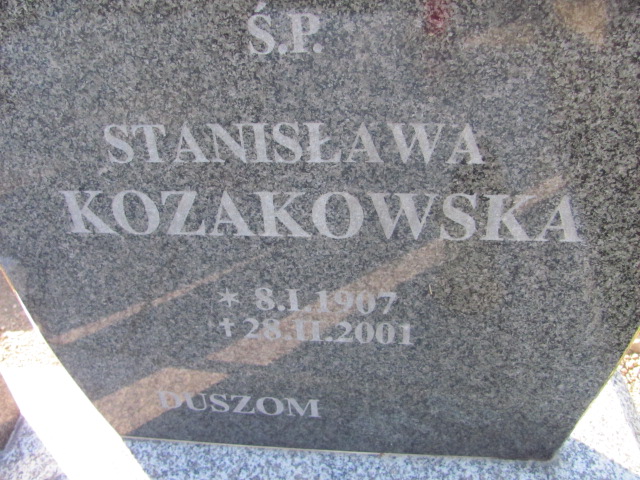 Ś.P.
STANISŁAWA
KOZAKOWSKA
* 8.I.1907
† 28.II.2001
DUSZOM